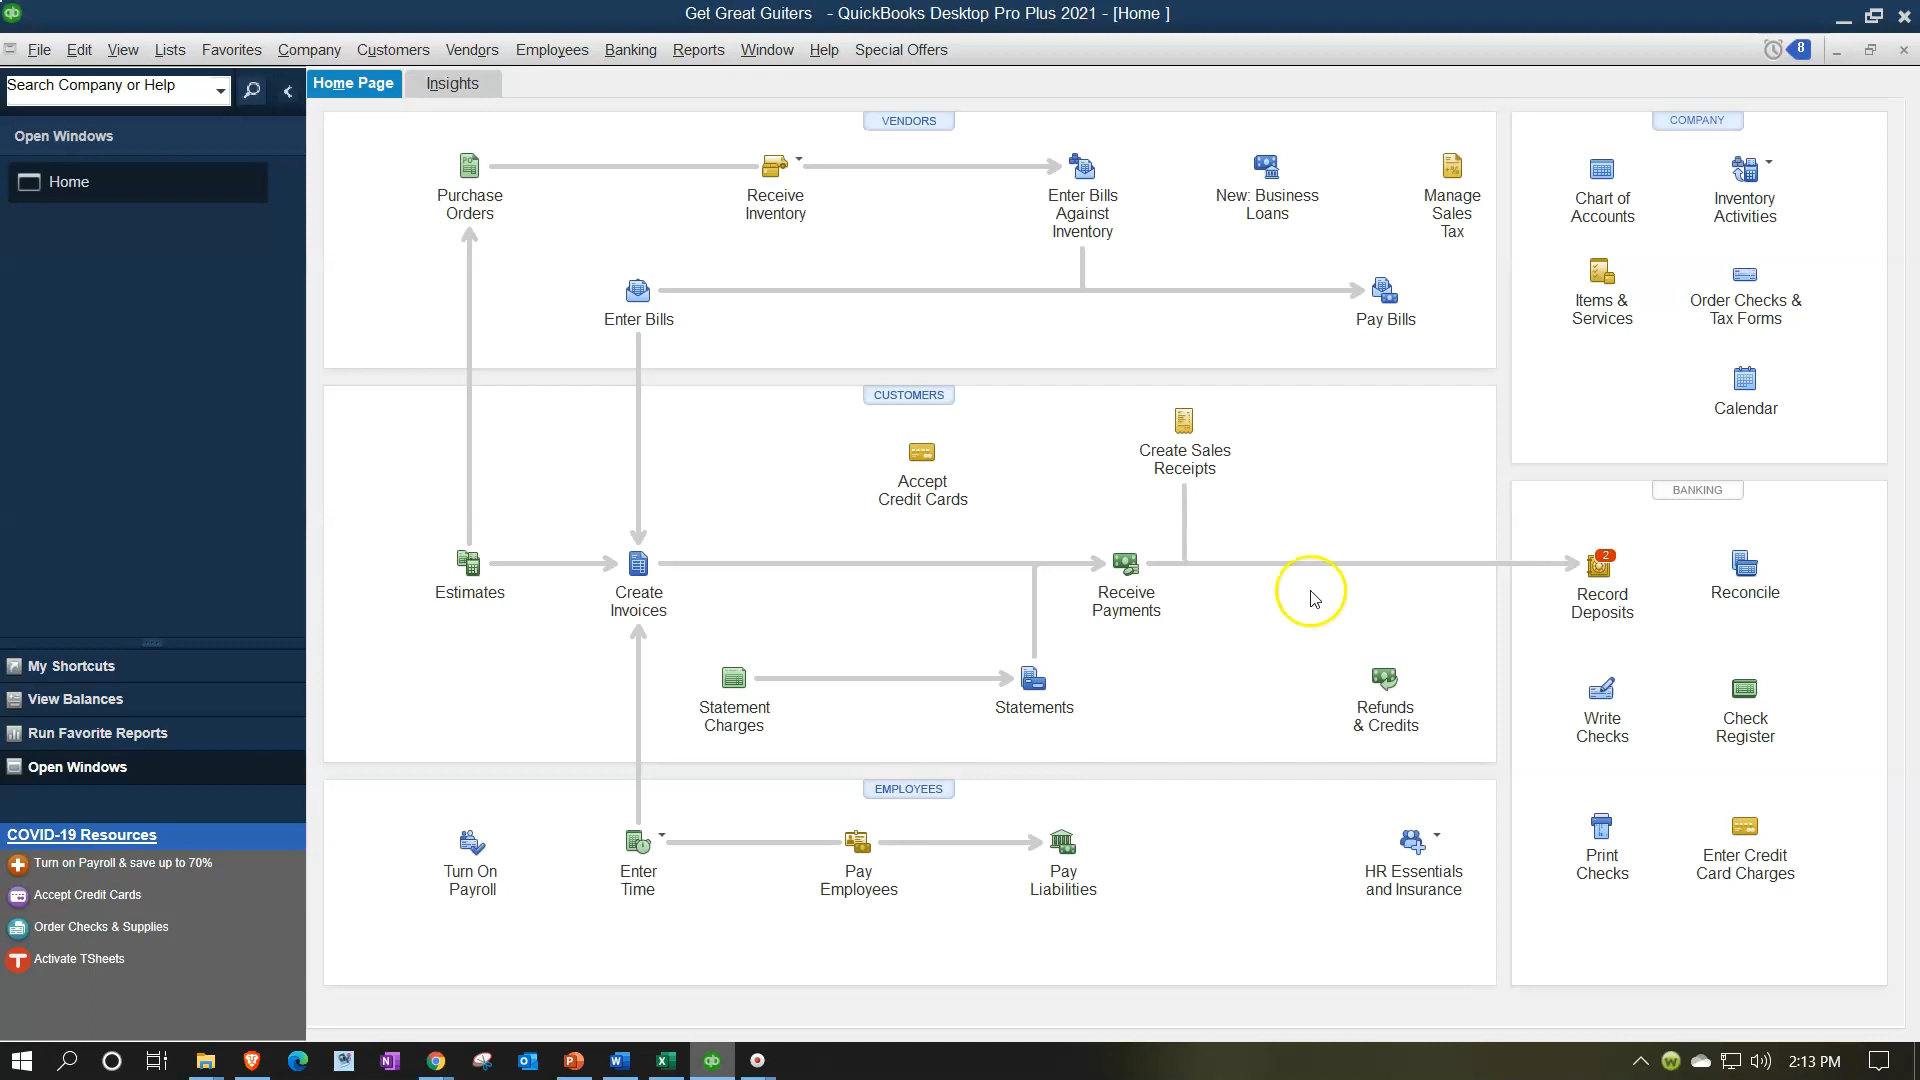 Get Great Guiters - QuickBooks Desktop Pro Plus 2021 - [Home ]
File Edit View Lists Favorites Company Customers Vendors Employees Banking Reports Window Help Special Offers
8
Search Company or Help
Home Page Insights
Open Windows
Home
VENDORS
Purchase
Orders
Receive
Inventory
Enter Bills
Against
Inventory
New: Business
Loans
Manage
Sales
Tax
Enter Bills
Pay Bills
CUSTOMERS
Create Sales
Receipts
Accept
Credit Cards
Estimates
Create
Invoices
Receive
Payments
Statement
Charges
Statements
Refunds
& Credits
EMPLOYEES
Turn On
Payroll
Enter
Time
Pay
Employees
Pay
Liabilities
HR Essentials
and Insurance
COMPANY
Chart of
Accounts
Inventory
Activities
Items &
Services
Order Checks &
Tax Forms
Calendar
BANKING
2
Record
Deposits
Reconcile
Write
Checks
Check
Register
Print
Checks
Enter Credit
Card Charges
My Shortcuts
View Balances
Run Favorite Reports
Open Windows
COVID-19 Resources
Turn on Payroll & save up to 70%
Accept Credit Cards
Order Checks & Supplies
Activate TSheets
2:13 PM